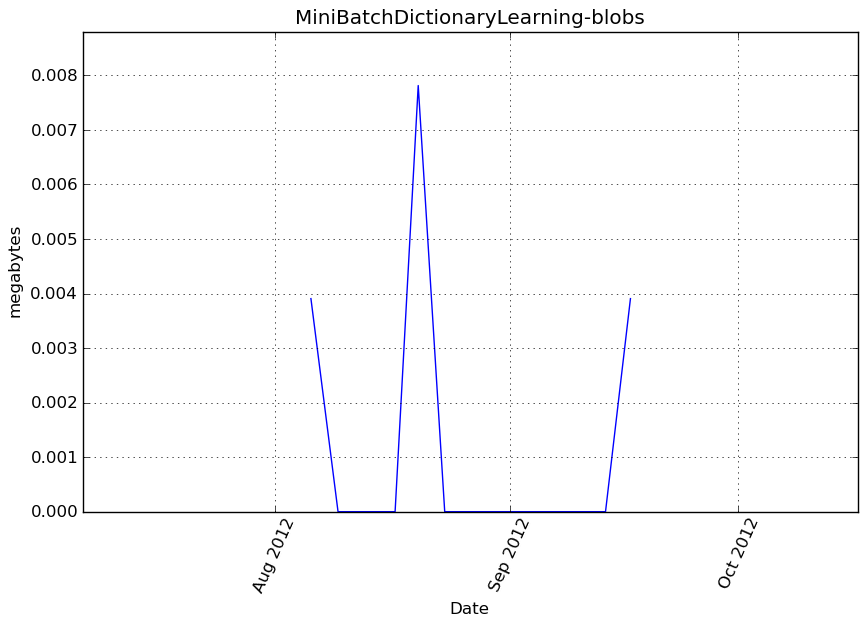 MiniBatchDictionaryLearning-blobs
megabytes
0.008
0.007
0.006
0.005
0.004
0.003
0.002
0.001
0.000
Aug 2012
Sep 2012
Oct 2012
Date